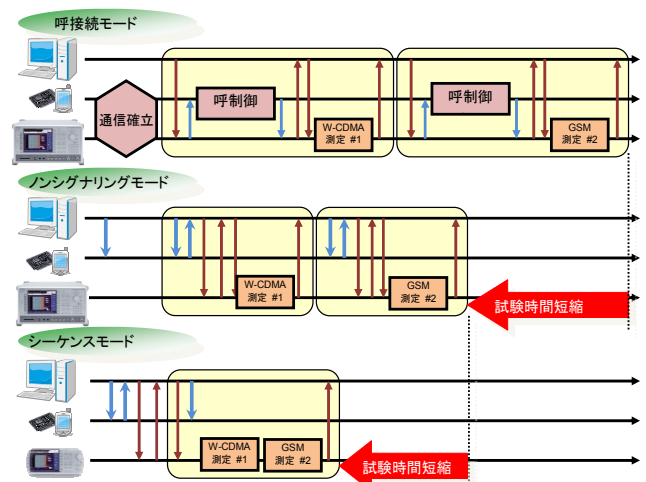 呼接続モード
通信確立
呼制御
W-CDMA
測定 #1
呼制御
GSM
測定 #2
ノンシグナリングモード
W-CDMA
測定 #1
GSM
測定 #2
試験時間短縮
シーケンスモード
W-CDMA
測定 #1
GSM
測定 #2
試験時間短縮